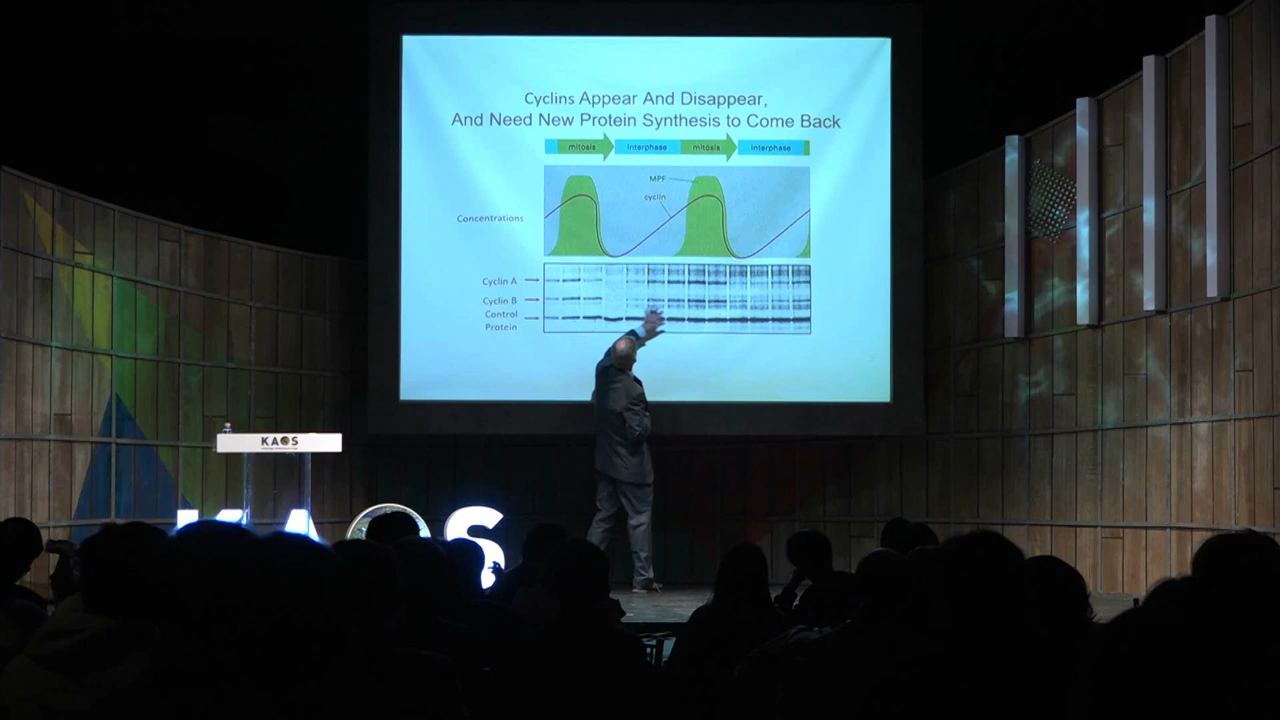 Cyclins Appear And Disappear,
And Need New Protein Synthesis to Come Back
mitosis interphase mitosis interphase
MPF
cyclin
Concentrations
Cyclin A
Cyclin B
Control
Protein
KAOS
KAOS